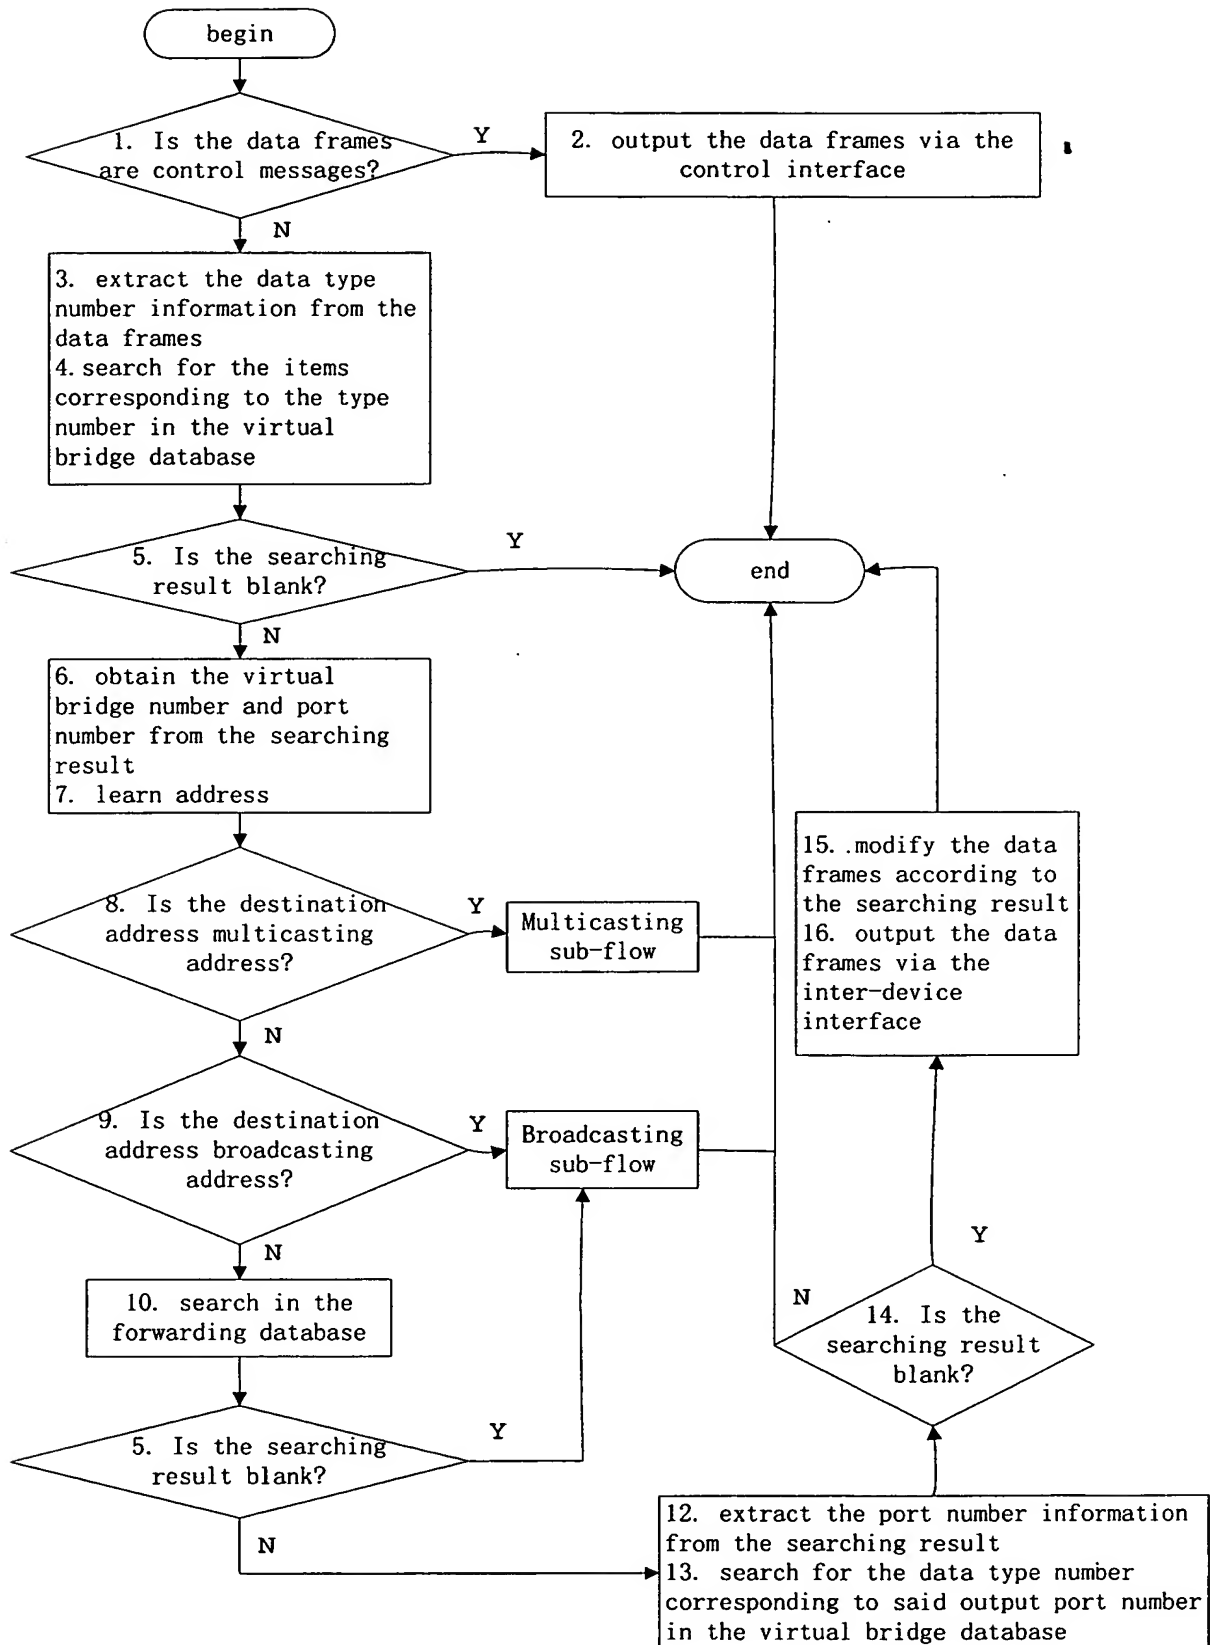 begin
1. Is the data frames
are control messages?
Y
2. output the data frames via the
control interface
N
3. extract the data type
number information from the
data frames
4. search for the items
corresponding to the type
number in the virtual
bridge database
5. Is the searching
result blank?
Y
end
N
6. obtain the virtual
bridge number and port
number from the searching
result
7. learn address
8. Is the destination
address multicasting
address?
Y
Multicasting
sub-flow
15. .modify the data
frames according to
the searching result
16. output the data
frames via the
inter-device
interface
N
9. Is the destination
address broadcasting
address?
Y
Broadcasting
sub-flow
N
10. search in the
forwarding database
Y
N
14. Is the
searching result
blank?
5. Is the searching
result blank?
Y
N
12. extract the port number information
from the searching result
13. search for the data type number
corresponding to said output port number
in the virtual bridge database